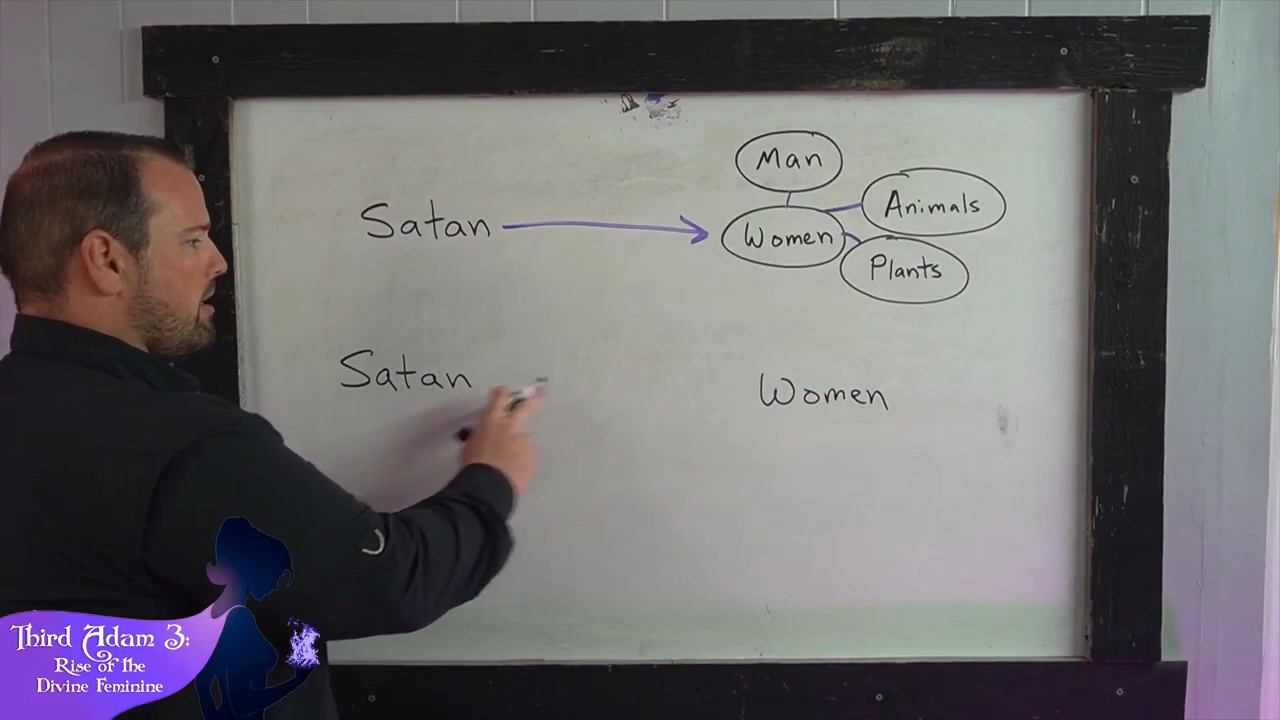 Man
Animals
Satan
Women
Plants
Satan
Women
Third Adam 3:
Rise of the
Divine Feminine